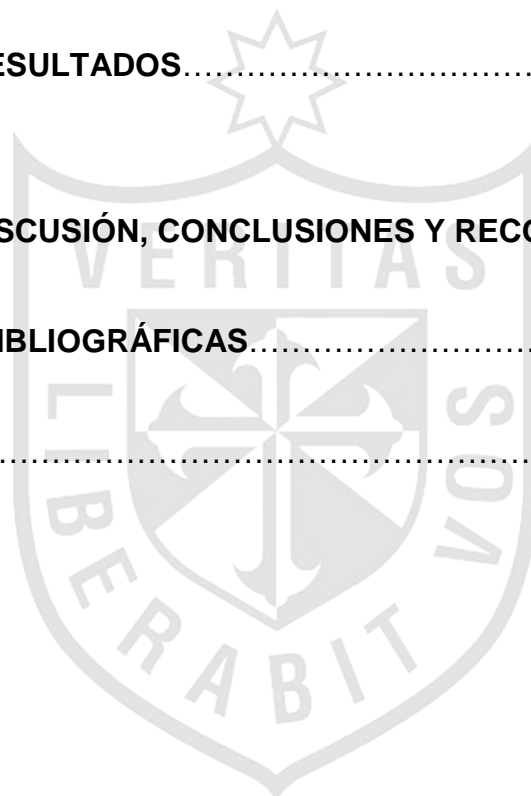 ESULTADOS....................................
SCUSIÓN, CONCLUSIONES Y RECO
IBLIOGRÁFICAS..............................
.........................................................
VERITAS
LIBERABIT
VOS